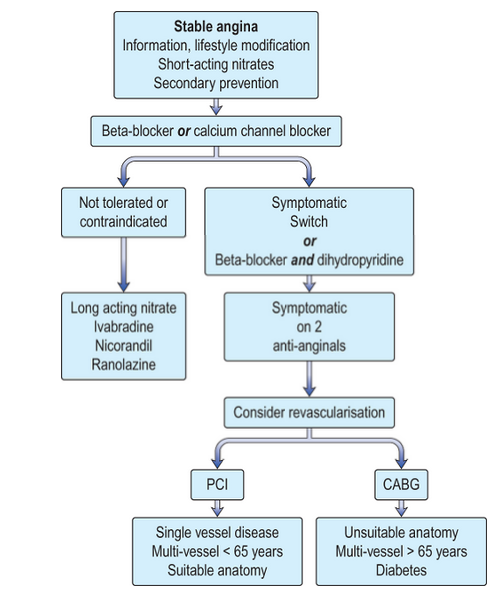 Stable angina
Information, lifestyle modification
Short-acting nitrates
Secondary prevention
Beta-blocker or calcium channel blocker
Not tolerated or
contraindicated
Symptomatic
Switch
or
Beta-blocker and dihydropyridine
Long acting nitrate
Ivabradine
Nicorandil
Ranolazine
Symptomatic
on 2
anti-anginals
Consider revascularisation
PCI
CABG
Single vessel disease
Multi-vessel < 65 years
Suitable anatomy
Unsuitable anatomy
Multi-vessel > 65 years
Diabetes